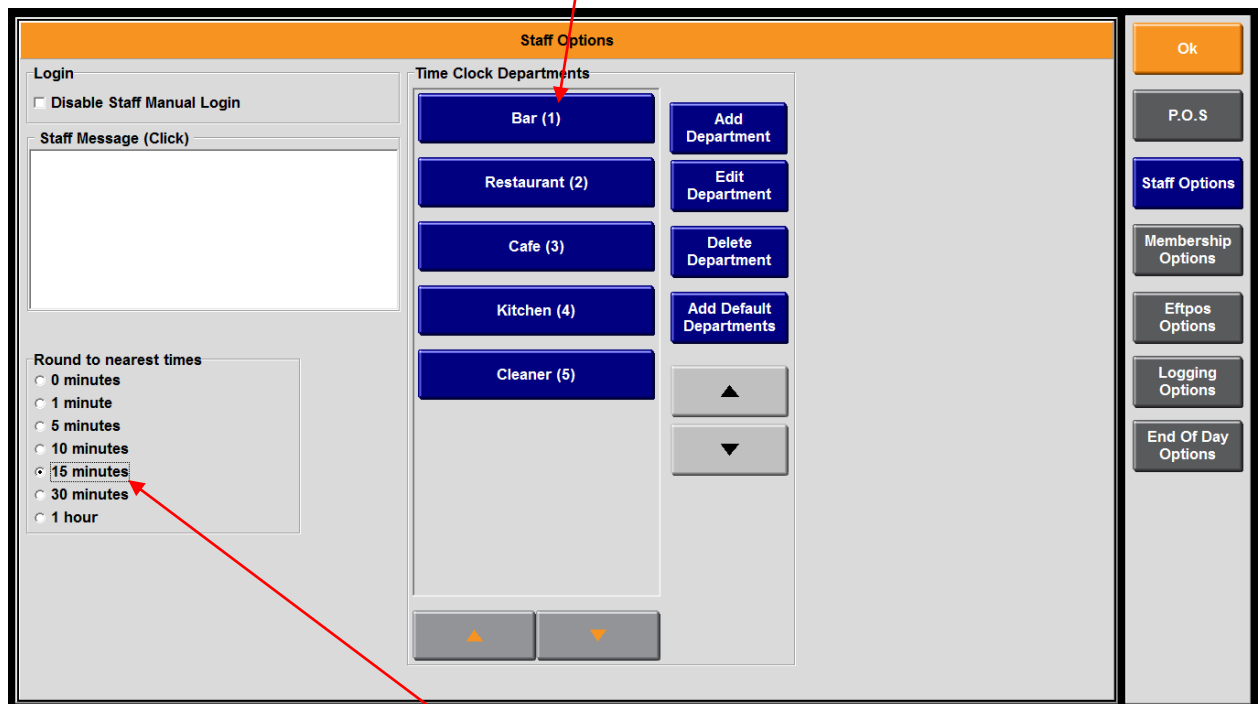 Staff Options
Login
Disable Staff Manual Login
Staff Message (Click)
Round to nearest times
0 minutes
1 minute
5 minutes
10 minutes
15 minutes
30 minutes
1 hour
Time Clock Departments
Bar (1)
Restaurant (2)
Cafe (3)
Kitchen (4)
Cleaner (5)
Add
Department
Edit
Department
Delete
Department
Add Default
Departments
Ok
P.O.S
Staff Options
Membership
Options
Eftpos
Options
Logging
Options
End Of Day
Options